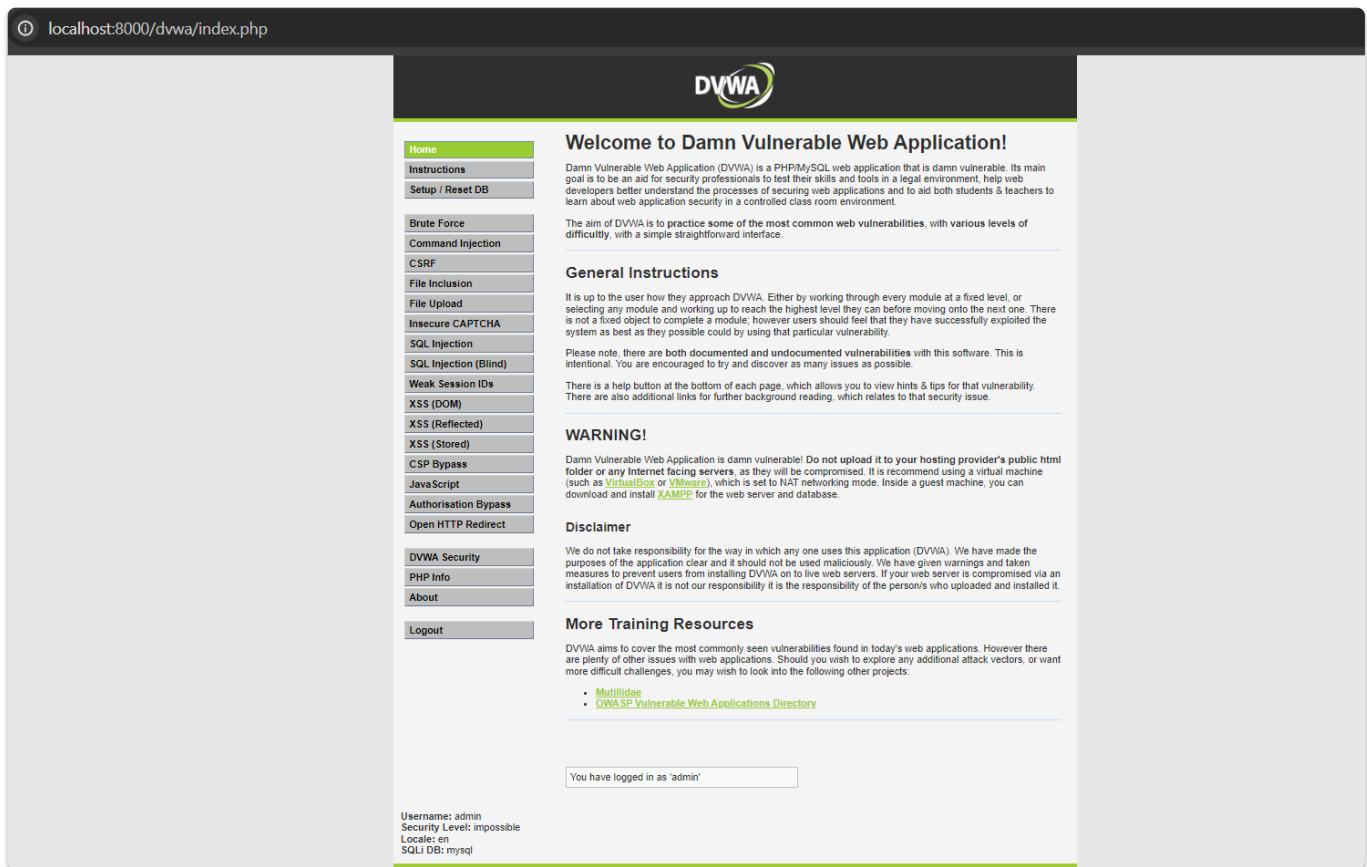 localhost:8000/dvwa/index.php
DVWA
Home
Instructions
Setup / Reset DB
Brute Force
Command Injection
CSRF
File Inclusion
File Upload
Insecure CAPTCHA
SQL Injection
SQL Injection (Blind)
Weak Session IDs
XSS (DOM)
XSS (Reflected)
XSS (Stored)
CSP Bypass
JavaScript
Authorisation Bypass
Open HTTP Redirect
DVWA Security
PHP Info
About
Logout
Welcome to Damn Vulnerable Web Application!
Damn Vulnerable Web Application (DVWA) is a PHP/MySQL web application that is damn vulnerable. Its main
goal is to be an aid for security professionals to test their skills and tools in a legal environment, help web
developers better understand the processes of securing web applications and to aid both students & teachers to
learn about web application security in a controlled class room environment.
The aim of DVWA is to practice some of the most common web vulnerabilities, with various levels of
difficultly, with a simple straightforward interface.
General Instructions
It is up to the user how they approach DVWA. Either by working through every module at a fixed level, or
selecting any module and working up to reach the highest level they can before moving onto the next one. There
is not a fixed object to complete a module; however users should feel that they have successfully exploited the
system as best as they possible could by using that particular vulnerability.
Please note, there are both documented and undocumented vulnerabilities with this software. This is
intentional. You are encouraged to try and discover as many issues as possible.
There is a help button at the bottom of each page, which allows you to view hints & tips for that vulnerability.
There are also additional links for further background reading, which relates to that security issue.
WARNING!
Damn Vulnerable Web Application is damn vulnerable! Do not upload it to your hosting provider's public html
folder or any Internet facing servers, as they will be compromised. It is recommend using a virtual machine
(such as VirtualBox or VMware), which is set to NAT networking mode. Inside a guest machine, you can
download and install XAMPP for the web server and database.
Disclaimer
We do not take responsibility for the way in which any one uses this application (DVWA). We have made the
purposes of the application clear and it should not be used maliciously. We have given warnings and taken
measures to prevent users from installing DVWA on to live web servers. If your web server is compromised via an
installation of DVWA it is not our responsibility it is the responsibility of the person/s who uploaded and installed it.
More Training Resources
DVWA aims to cover the most commonly seen vulnerabilities found in today's web applications. However there
are plenty of other issues with web applications. Should you wish to explore any additional attack vectors, or want
more difficult challenges, you may wish to look into the following other projects:
• Mutillidae
• OWASP Vulnerable Web Applications Directory
You have logged in as 'admin'
Username: admin
Security Level: impossible
Locale: en
SQLi DB: mysql